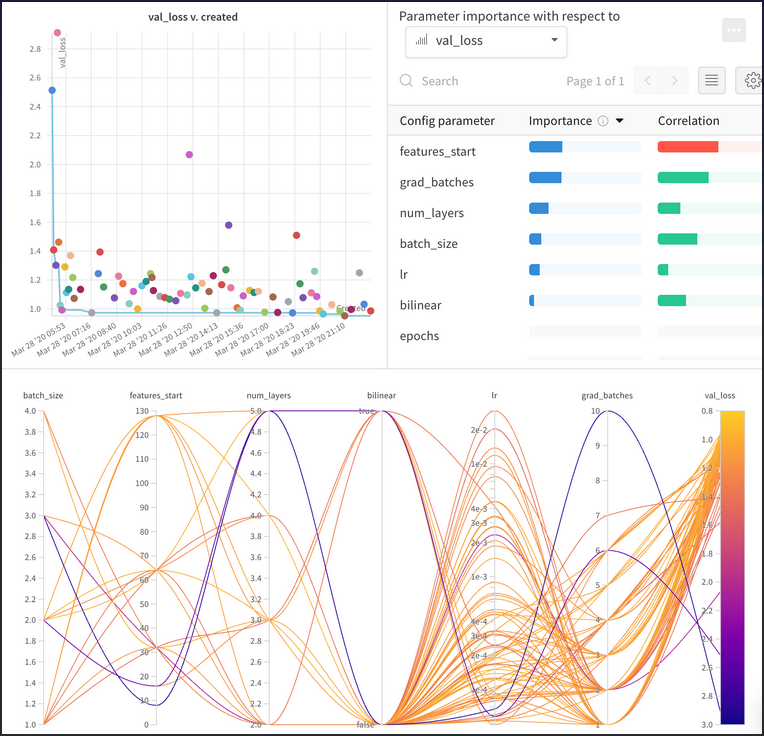 val_loss v. created
val_loss
2.8
2.6
2.4
2.2
2.0
1.8
1.6
1.4
1.2
1.0
Created
Mar 28 '20 05:53
Mar 28 '20 07:16
Mar 28 '20 08:40
Mar 28 '20 10:03
Mar 28 '20 11:26
Mar 28 '20 12:50
Mar 28 '20 14:13
Mar 28 '20 15:36
Mar 28 '20 17:00
Mar 28 '20 18:23
Mar 28 '20 19:46
Mar 28 '20 21:10
Parameter importance with respect to
val_loss
Search
Page 1 of 1
Config parameter Importance Correlation
features_start
grad_batches
num_layers
batch_size
lr
bilinear
epochs
batch_size features_start num_layers bilinear lr grad_batches val_loss
4.0
3.8
3.6
3.4
3.2
3.0
2.8
2.6
2.4
2.2
2.0
1.8
1.6
1.4
1.2
1.0
130
120
110
100
90
80
70
60
50
40
30
20
10
0
5.0
4.8
4.6
4.4
4.2
4.0
3.8
3.6
3.4
3.2
3.0
2.8
2.6
2.4
2.2
2.0
true
false
2e-2
1e-2
4e-3
3e-3
2e-3
1e-3
4e-4
3e-4
2e-4
10
9
8
7
6
5
4
3
2
1
0.8
1.0
1.2
1.4
1.6
1.8
2.0
2.2
2.4
2.6
2.8
3.0